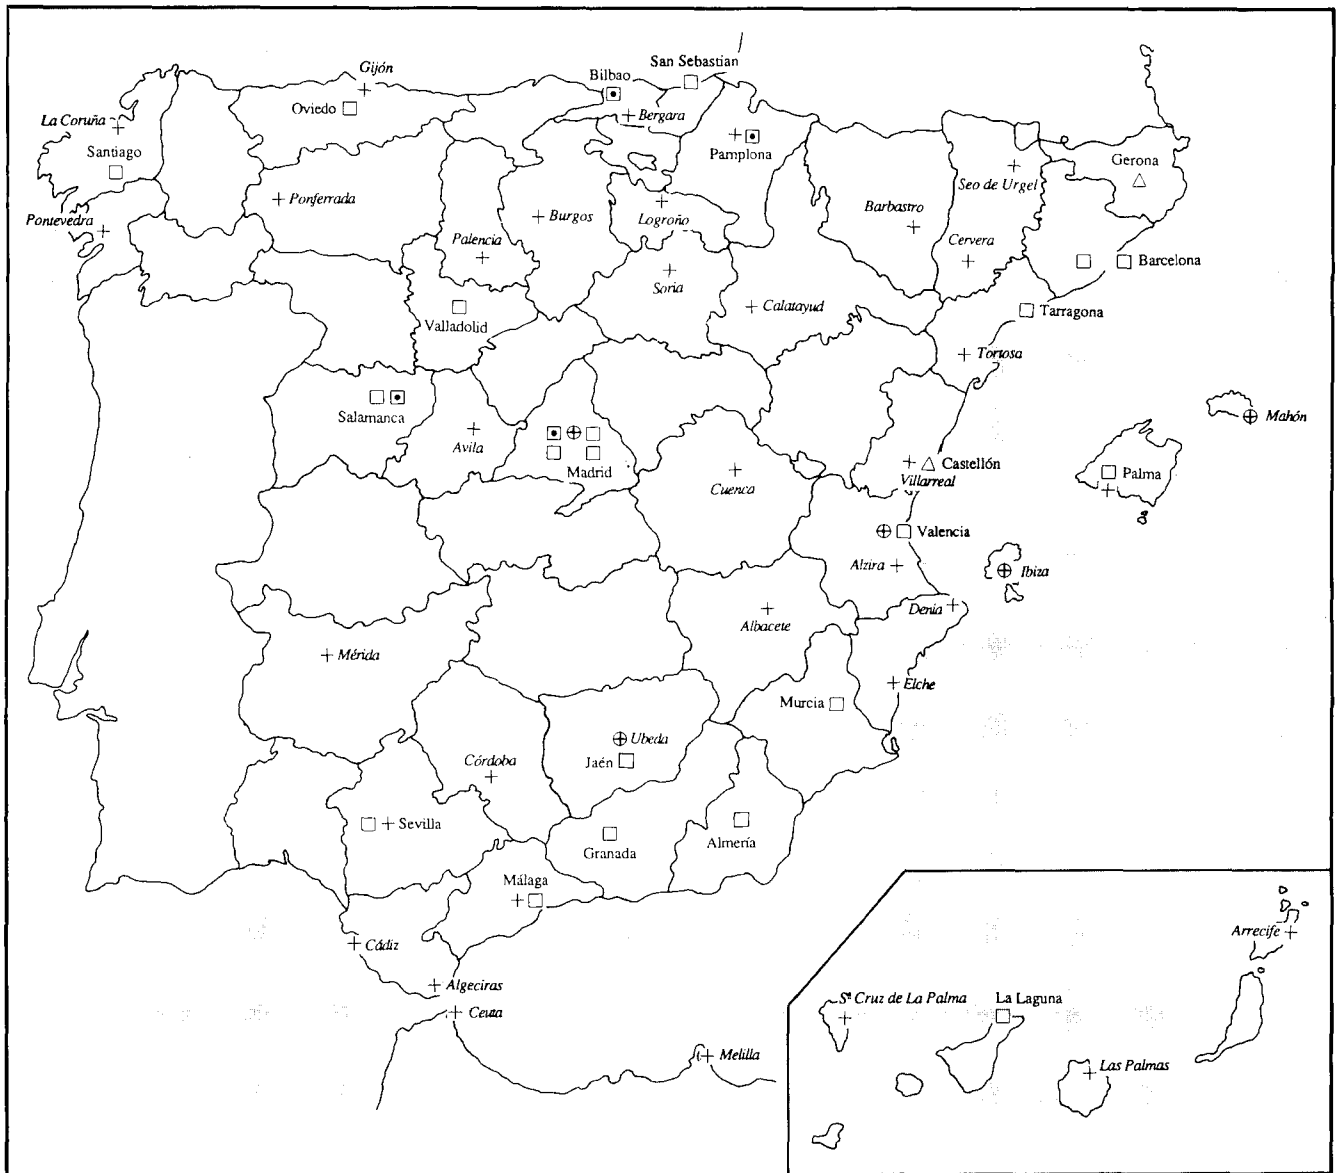 San Sebastián
Gijón
Bilbao
Oviedo
Bergara
La Coruña
Santiago
Pamplona
Gerona
Seo de Urgel
Ponferrada
Pontevedra
Burgos
Logroño
Barbastro
Palencia
Cervera
Barcelona
Soria
Calatayud
Tarragona
Valladolid
Tortosa
Salamanca
Mahón
Avila
Madrid
Castellón
Palma
Villarreal
Cuenca
Valencia
Alzira
Ibiza
Denia
Albacete
Mérida
Elche
Murcia
Ubeda
Córdoba
Jaén
Sevilla
Granada
Almería
Málaga
Arrecife
Cádiz
Algeciras
Sª Cruz de La Palma
La Laguna
Ceuta
Melilla
Las Palmas